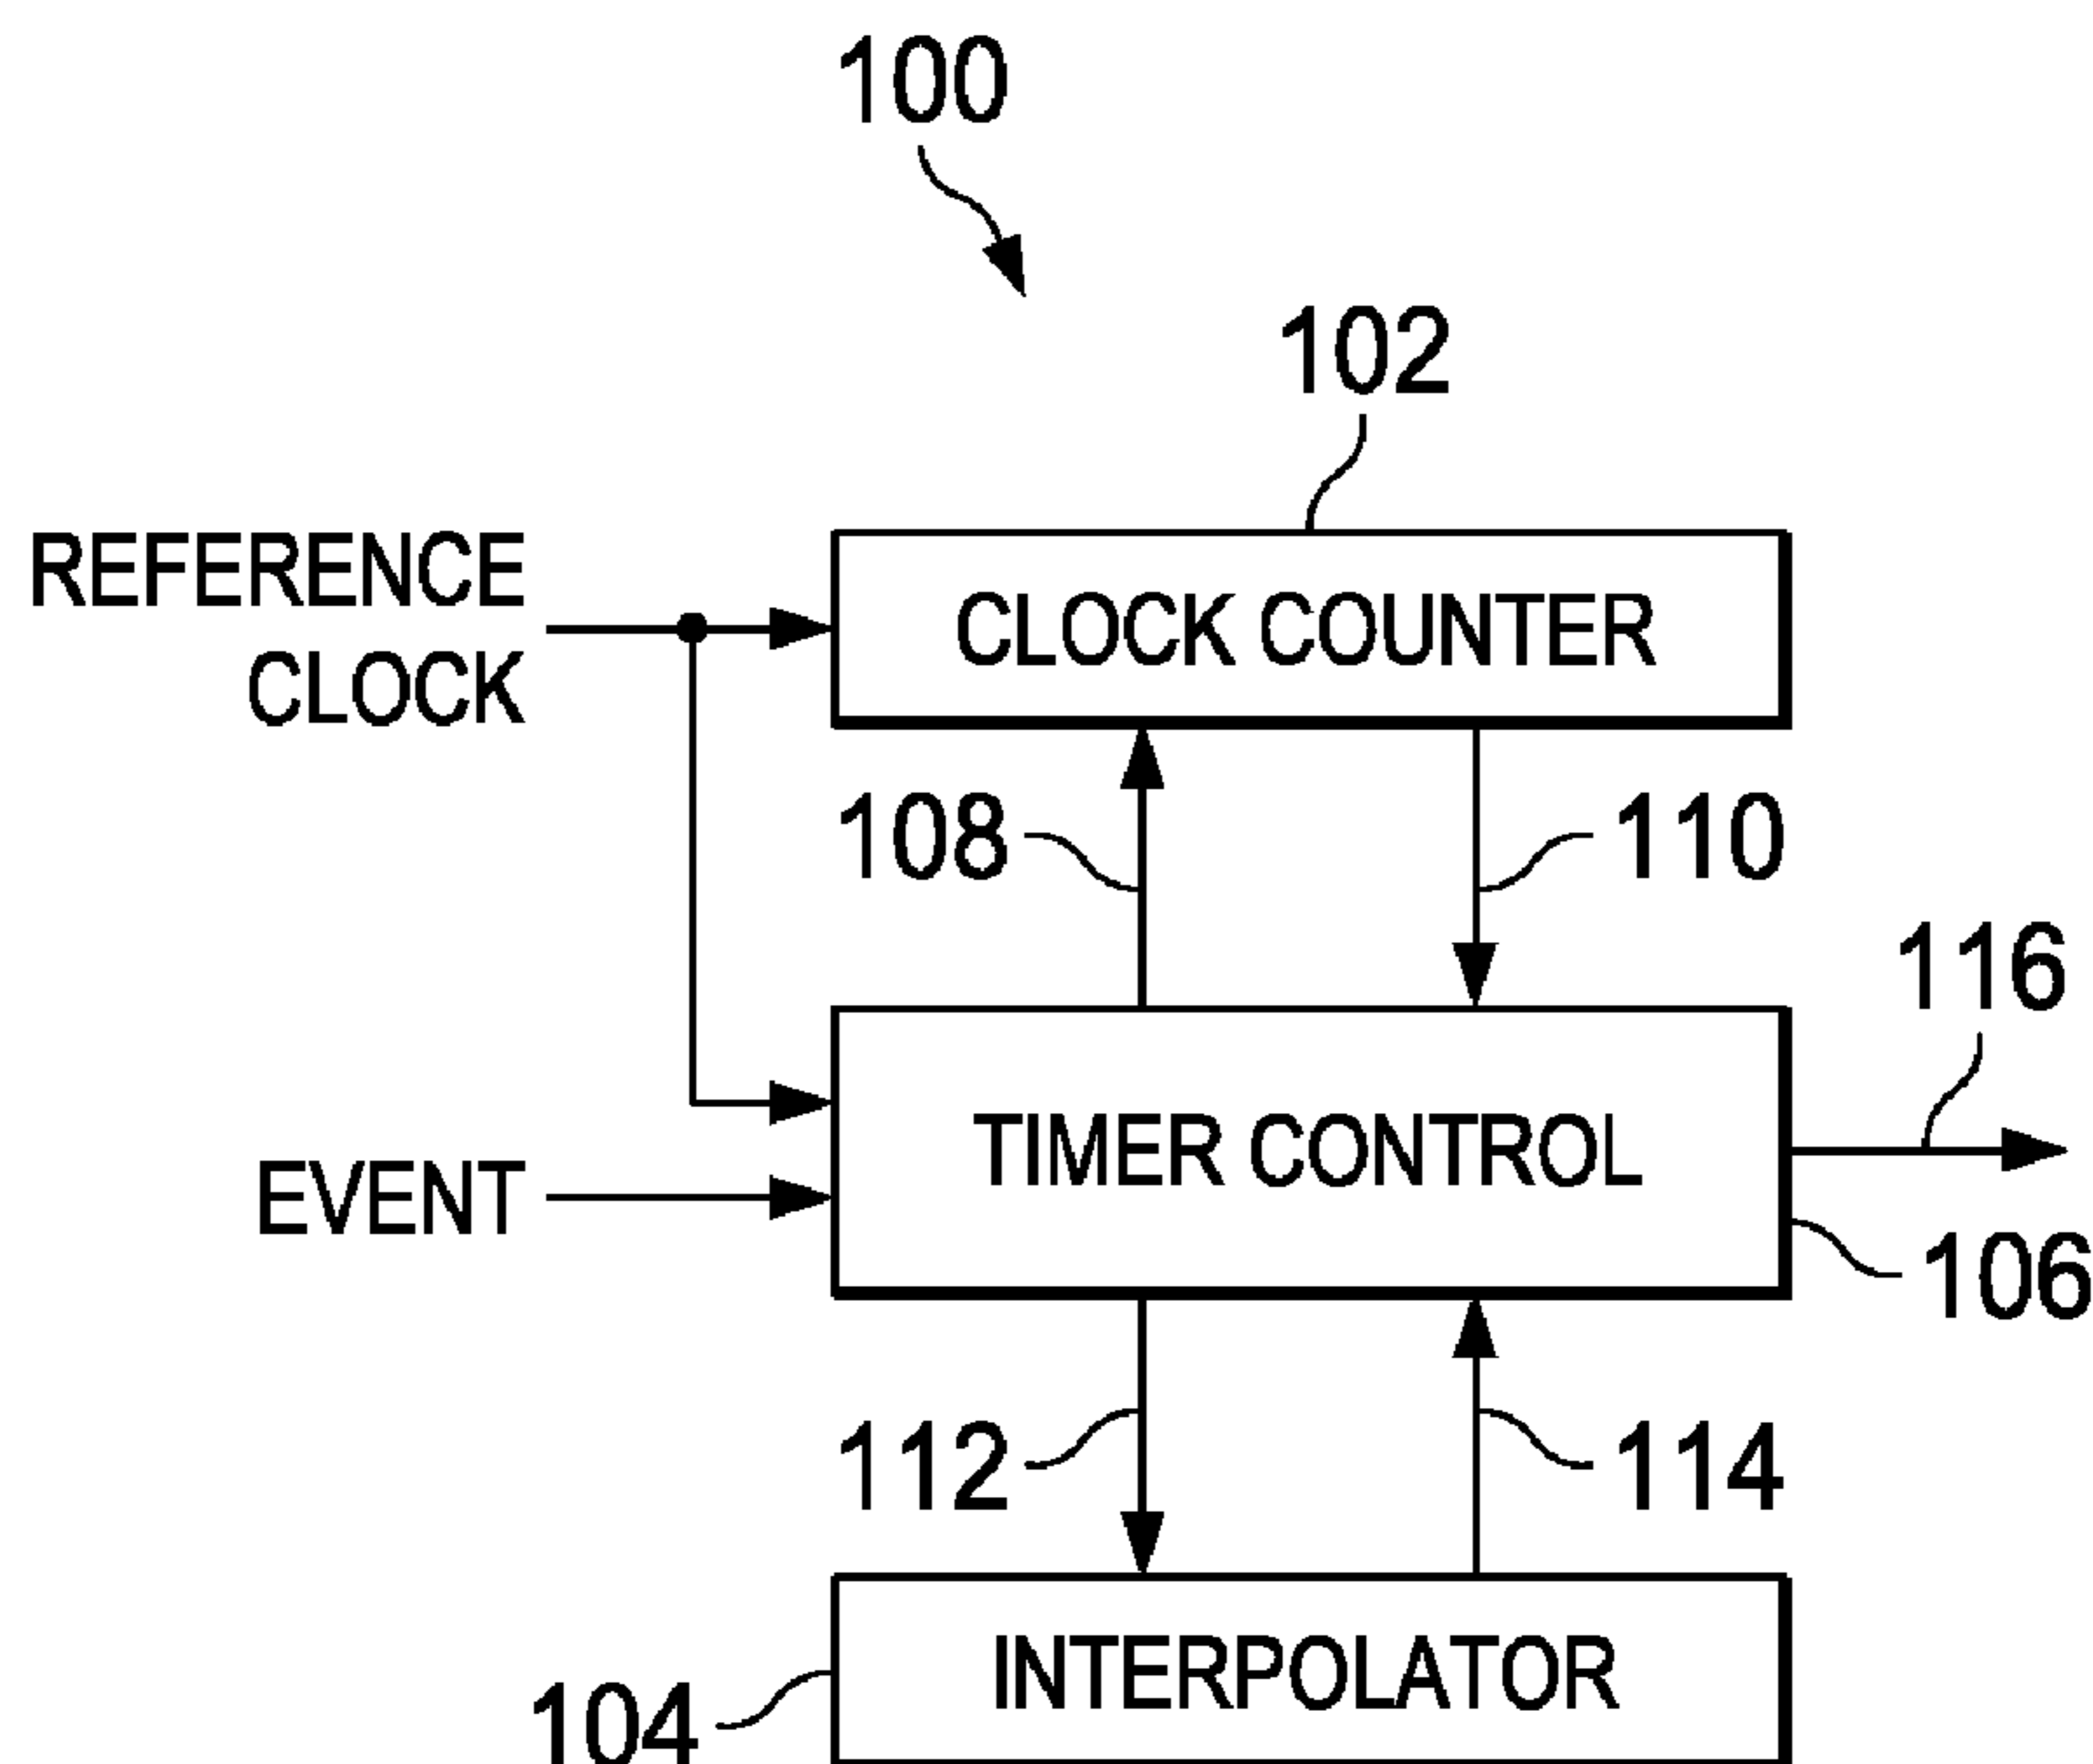 100
102
REFERENCE
CLOCK
CLOCK COUNTER
108
110
116
TIMER CONTROL
EVENT
106
112
114
INTERPOLATOR
104